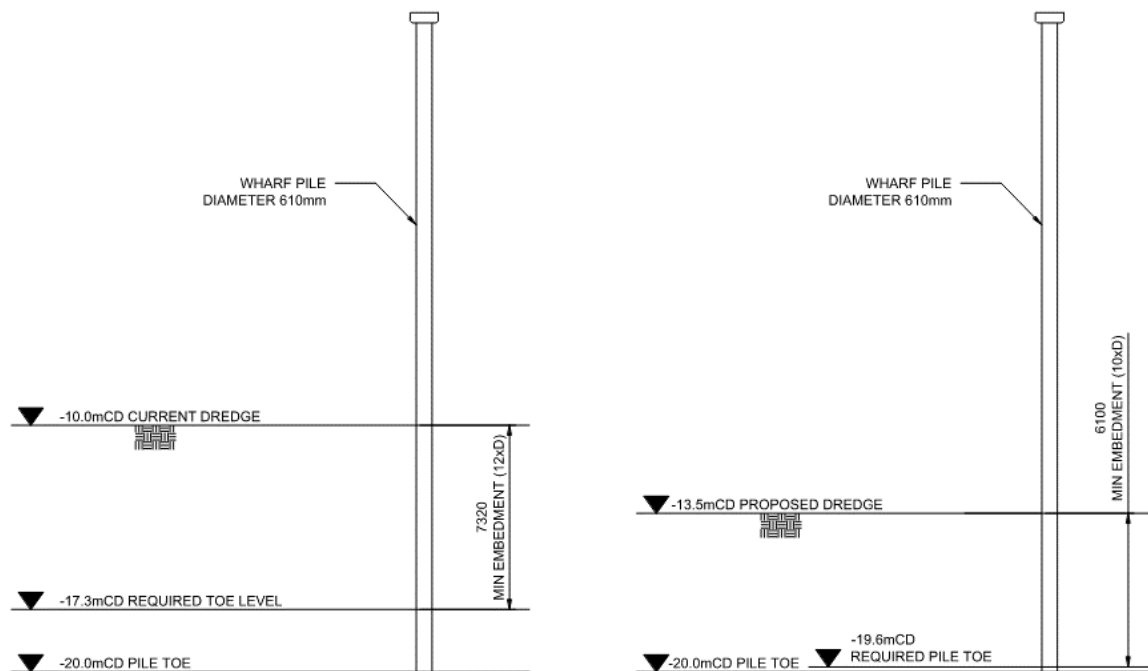 WHARF PILE
DIAMETER 610mm
-10.0mCD CURRENT DREDGE
7320
MIN EMBEDMENT (12xD)
-17.3mCD REQUIRED TOE LEVEL
-20.0mCD PILE TOE
WHARF PILE
DIAMETER 610mm
6100
MIN EMBEDMENT (10xD)
-13.5mCD PROPOSED DREDGE
-19.6mCD
REQUIRED PILE TOE
-20.0mCD PILE TOE